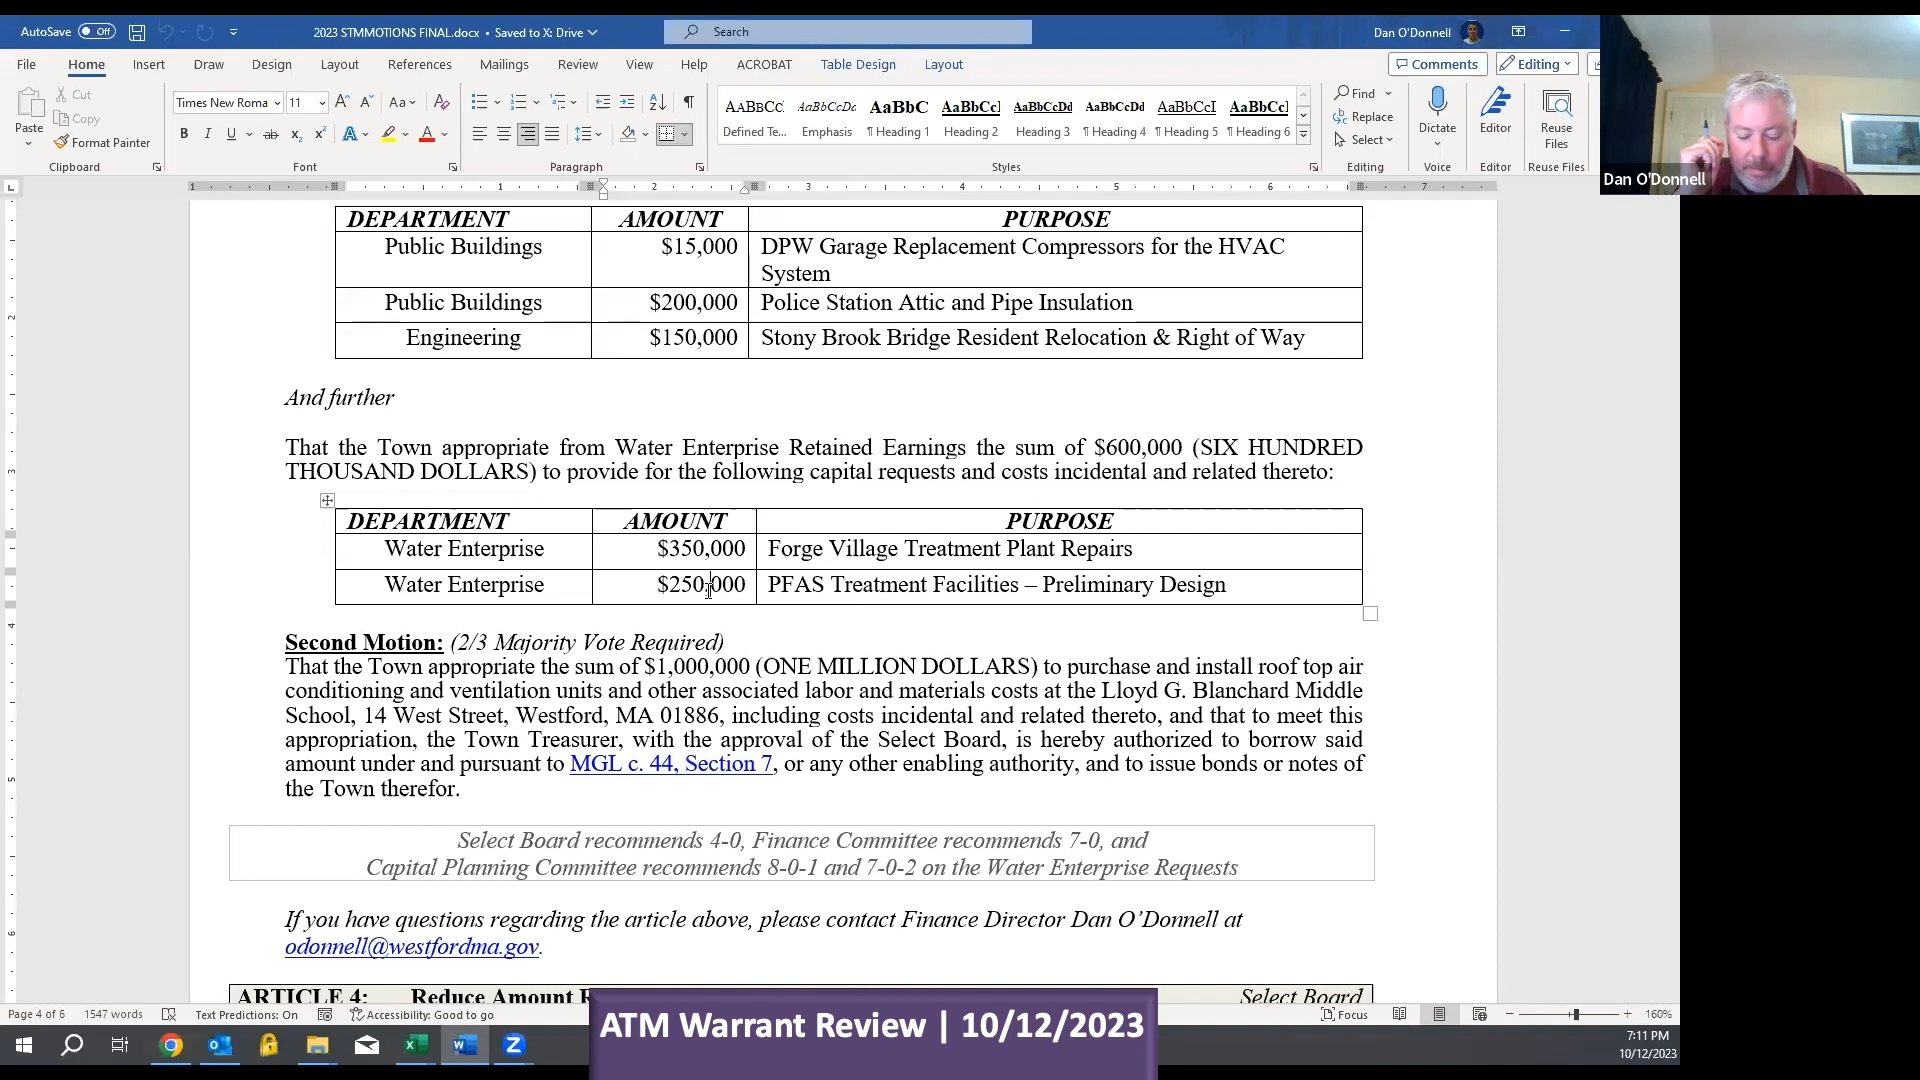 AutoSave Off 2023 STMMOTIONS FINAL.docx • Saved to X: Drive Search Dan O'Donnell
File Home Insert Draw Design Layout References Mailings Review View Help ACROBAT Table Design Layout Comments Editing
Paste Cut Copy Format Painter
Times New Roma 11
AaBbCc Defined Te... AaBbCcDc Emphasis AaBbC ¶ Heading 1 AaBbCcI Heading 2 AaBbCcDd ¶ Heading 3 AaBbCcDd ¶ Heading 4 AaBbCcI ¶ Heading 5 AaBbCcI ¶ Heading 6
Find Replace Select
Dictate Editor Reuse Files
Clipboard Font Paragraph Styles Editing Voice Editor Reuse Files
Dan O'Donnell
1 1 2 3 4 5 6 7
DEPARTMENT AMOUNT PURPOSE
Public Buildings $15,000 DPW Garage Replacement Compressors for the HVAC
System
Public Buildings $200,000 Police Station Attic and Pipe Insulation
Engineering $150,000 Stony Brook Bridge Resident Relocation & Right of Way
And further
That the Town appropriate from Water Enterprise Retained Earnings the sum of $600,000 (SIX HUNDRED
THOUSAND DOLLARS) to provide for the following capital requests and costs incidental and related thereto:
DEPARTMENT AMOUNT PURPOSE
Water Enterprise $350,000 Forge Village Treatment Plant Repairs
Water Enterprise $250,000 PFAS Treatment Facilities – Preliminary Design
Second Motion: (2/3 Majority Vote Required)
That the Town appropriate the sum of $1,000,000 (ONE MILLION DOLLARS) to purchase and install roof top air
conditioning and ventilation units and other associated labor and materials costs at the Lloyd G. Blanchard Middle
School, 14 West Street, Westford, MA 01886, including costs incidental and related thereto, and that to meet this
appropriation, the Town Treasurer, with the approval of the Select Board, is hereby authorized to borrow said
amount under and pursuant to MGL c. 44, Section 7, or any other enabling authority, and to issue bonds or notes of
the Town therefor.
Select Board recommends 4-0, Finance Committee recommends 7-0, and
Capital Planning Committee recommends 8-0-1 and 7-0-2 on the Water Enterprise Requests
If you have questions regarding the article above, please contact Finance Director Dan O'Donnell at
odonnell@westfordma.gov.
ARTICLE 4: Reduce Amount Select Board
Page 4 of 6 1547 words Text Predictions: On Accessibility: Good to go Focus 160%
ATM Warrant Review | 10/12/2023
7:11 PM
10/12/2023